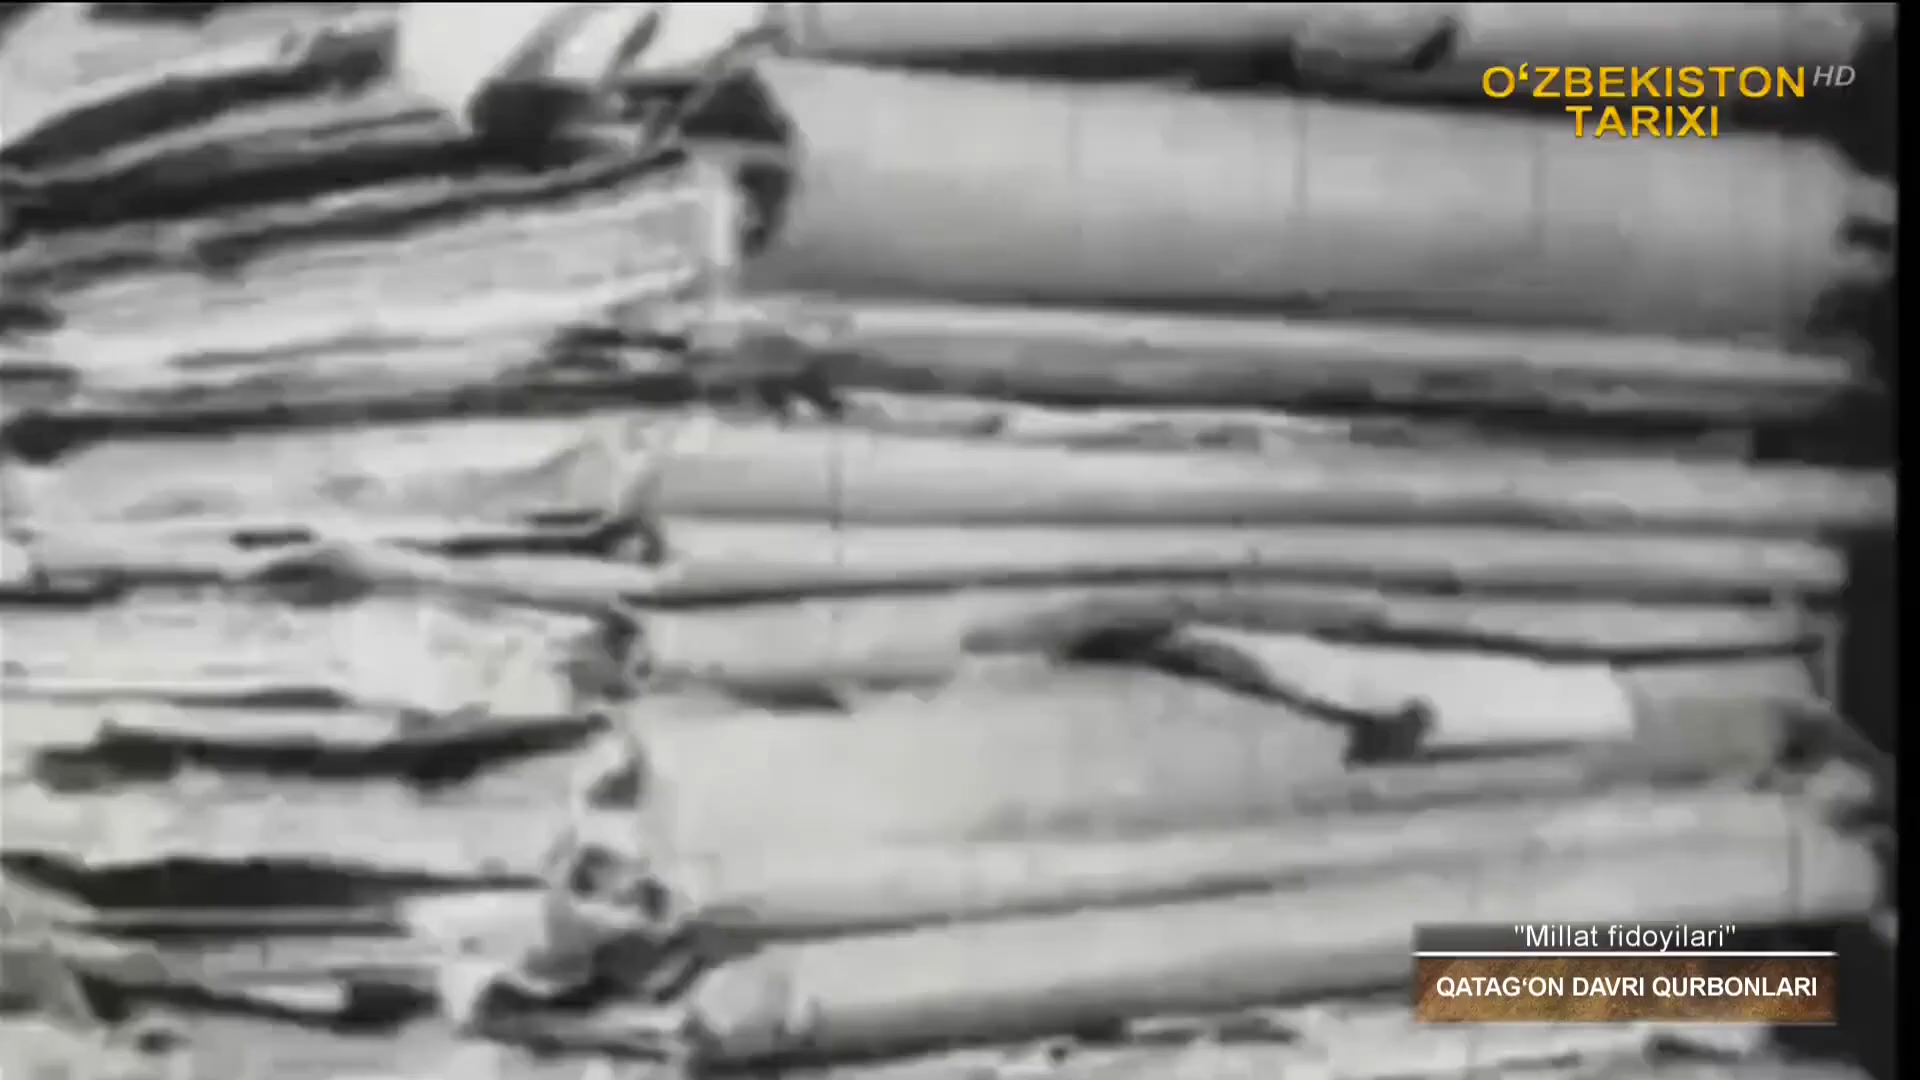 O‘ZBEKISTON HD
TARIXI
"Millat fidoyilari"
QATAG‘ON DAVRI QURBONLARI